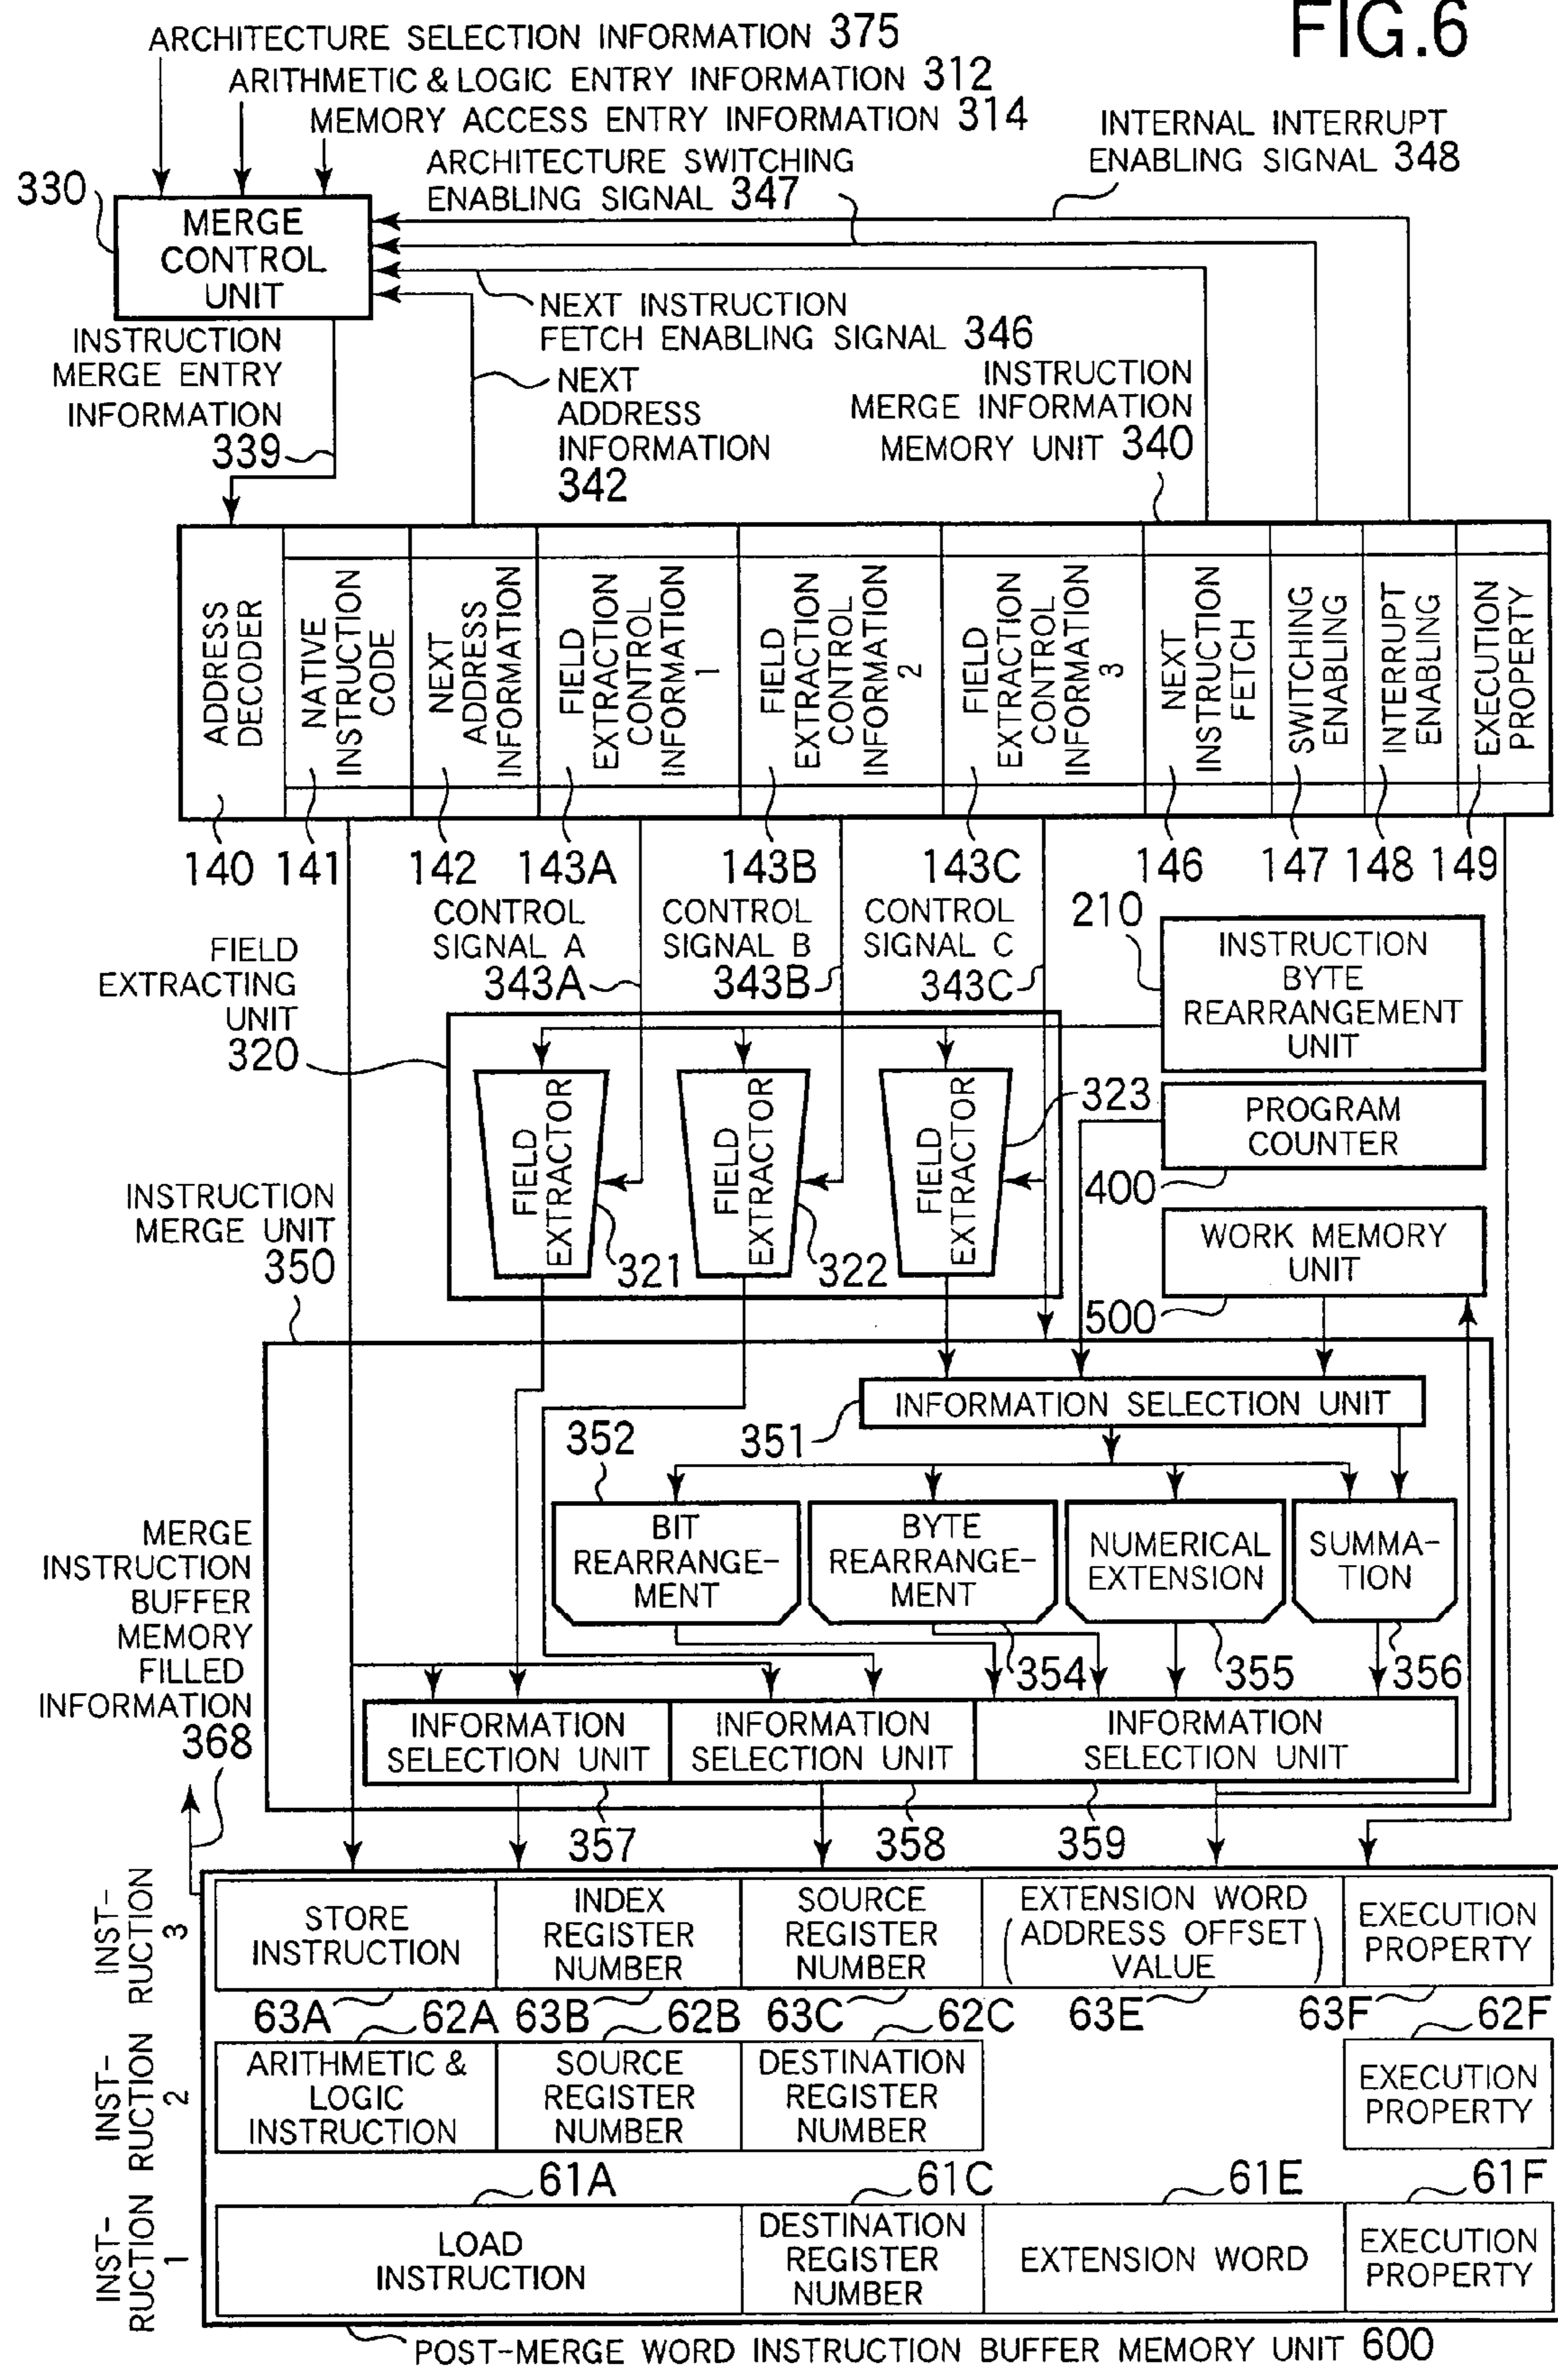 FIG.6
ARCHITECTURE SELECTION INFORMATION 375
ARITHMETIC & LOGIC ENTRY INFORMATION 312
MEMORY ACCESS ENTRY INFORMATION 314
INTERNAL INTERRUPT
ENABLING SIGNAL 348
ARCHITECTURE SWITCHING
ENABLING SIGNAL 347
330
MERGE
CONTROL
UNIT
NEXT INSTRUCTION
FETCH ENABLING SIGNAL 346
INSTRUCTION
MERGE ENTRY
INFORMATION
339
NEXT
ADDRESS
INFORMATION
342
INSTRUCTION
MERGE INFORMATION
MEMORY UNIT 340
ADDRESS
DECODER
NATIVE
INSTRUCTION
CODE
NEXT
ADDRESS
INFORMATION
FIELD
EXTRACTION
CONTROL
INFORMATION
1
FIELD
EXTRACTION
CONTROL
INFORMATION
2
FIELD
EXTRACTION
CONTROL
INFORMATION
3
NEXT
INSTRUCTION
FETCH
SWITCHING
ENABLING
INTERRUPT
ENABLING
EXECUTION
PROPERTY
140 141 142 143A 143B 143C 146 147 148 149
CONTROL
SIGNAL A
343A
CONTROL
SIGNAL B
343B
CONTROL
SIGNAL C
343C
210
INSTRUCTION
BYTE
REARRANGEMENT
UNIT
FIELD
EXTRACTING
UNIT
320
FIELD
EXTRACTOR
321
FIELD
EXTRACTOR
322
FIELD
EXTRACTOR
323
PROGRAM
COUNTER
400
WORK MEMORY
UNIT
500
INSTRUCTION
MERGE UNIT
350
INFORMATION SELECTION UNIT
351
352
BIT
REARRANGE-
MENT
BYTE
REARRANGE-
MENT
NUMERICAL
EXTENSION
SUMMA-
TION
354
355
356
MERGE
INSTRUCTION
BUFFER
MEMORY
FILLED
INFORMATION
368
INFORMATION
SELECTION UNIT
INFORMATION
SELECTION UNIT
INFORMATION
SELECTION UNIT
357
358
359
INST-
RUCTION
3
STORE
INSTRUCTION
INDEX
REGISTER
NUMBER
SOURCE
REGISTER
NUMBER
EXTENSION WORD
(ADDRESS OFFSET
VALUE)
EXECUTION
PROPERTY
63A 62A 63B 62B 63C 62C 63E 63F 62F
INST-
RUCTION
2
ARITHMETIC &
LOGIC
INSTRUCTION
SOURCE
REGISTER
NUMBER
DESTINATION
REGISTER
NUMBER
EXECUTION
PROPERTY
61A 61C 61E 61F
INST-
RUCTION
1
LOAD
INSTRUCTION
DESTINATION
REGISTER
NUMBER
EXTENSION WORD
EXECUTION
PROPERTY
POST-MERGE WORD INSTRUCTION BUFFER MEMORY UNIT 600